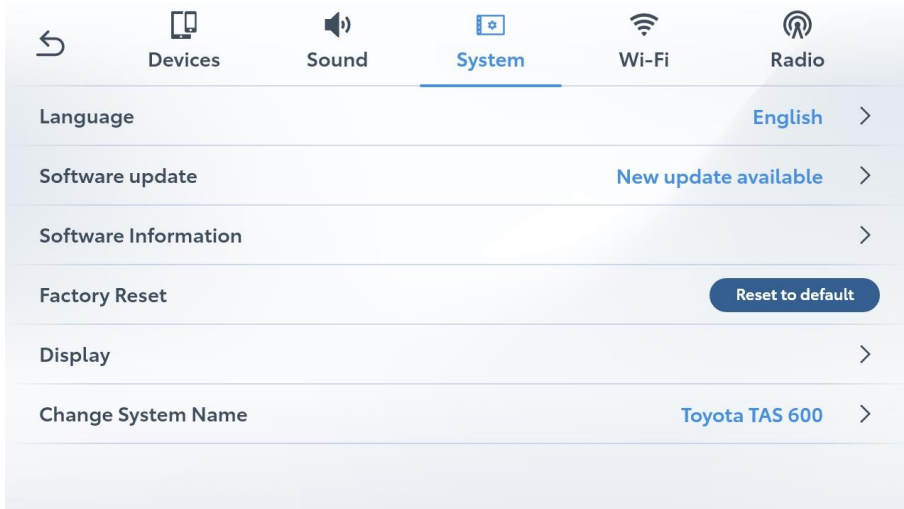 Devices
Sound
System
Wi-Fi
Radio
Language English
Software update New update available
Software Information
Factory Reset Reset to default
Display
Change System Name Toyota TAS 600